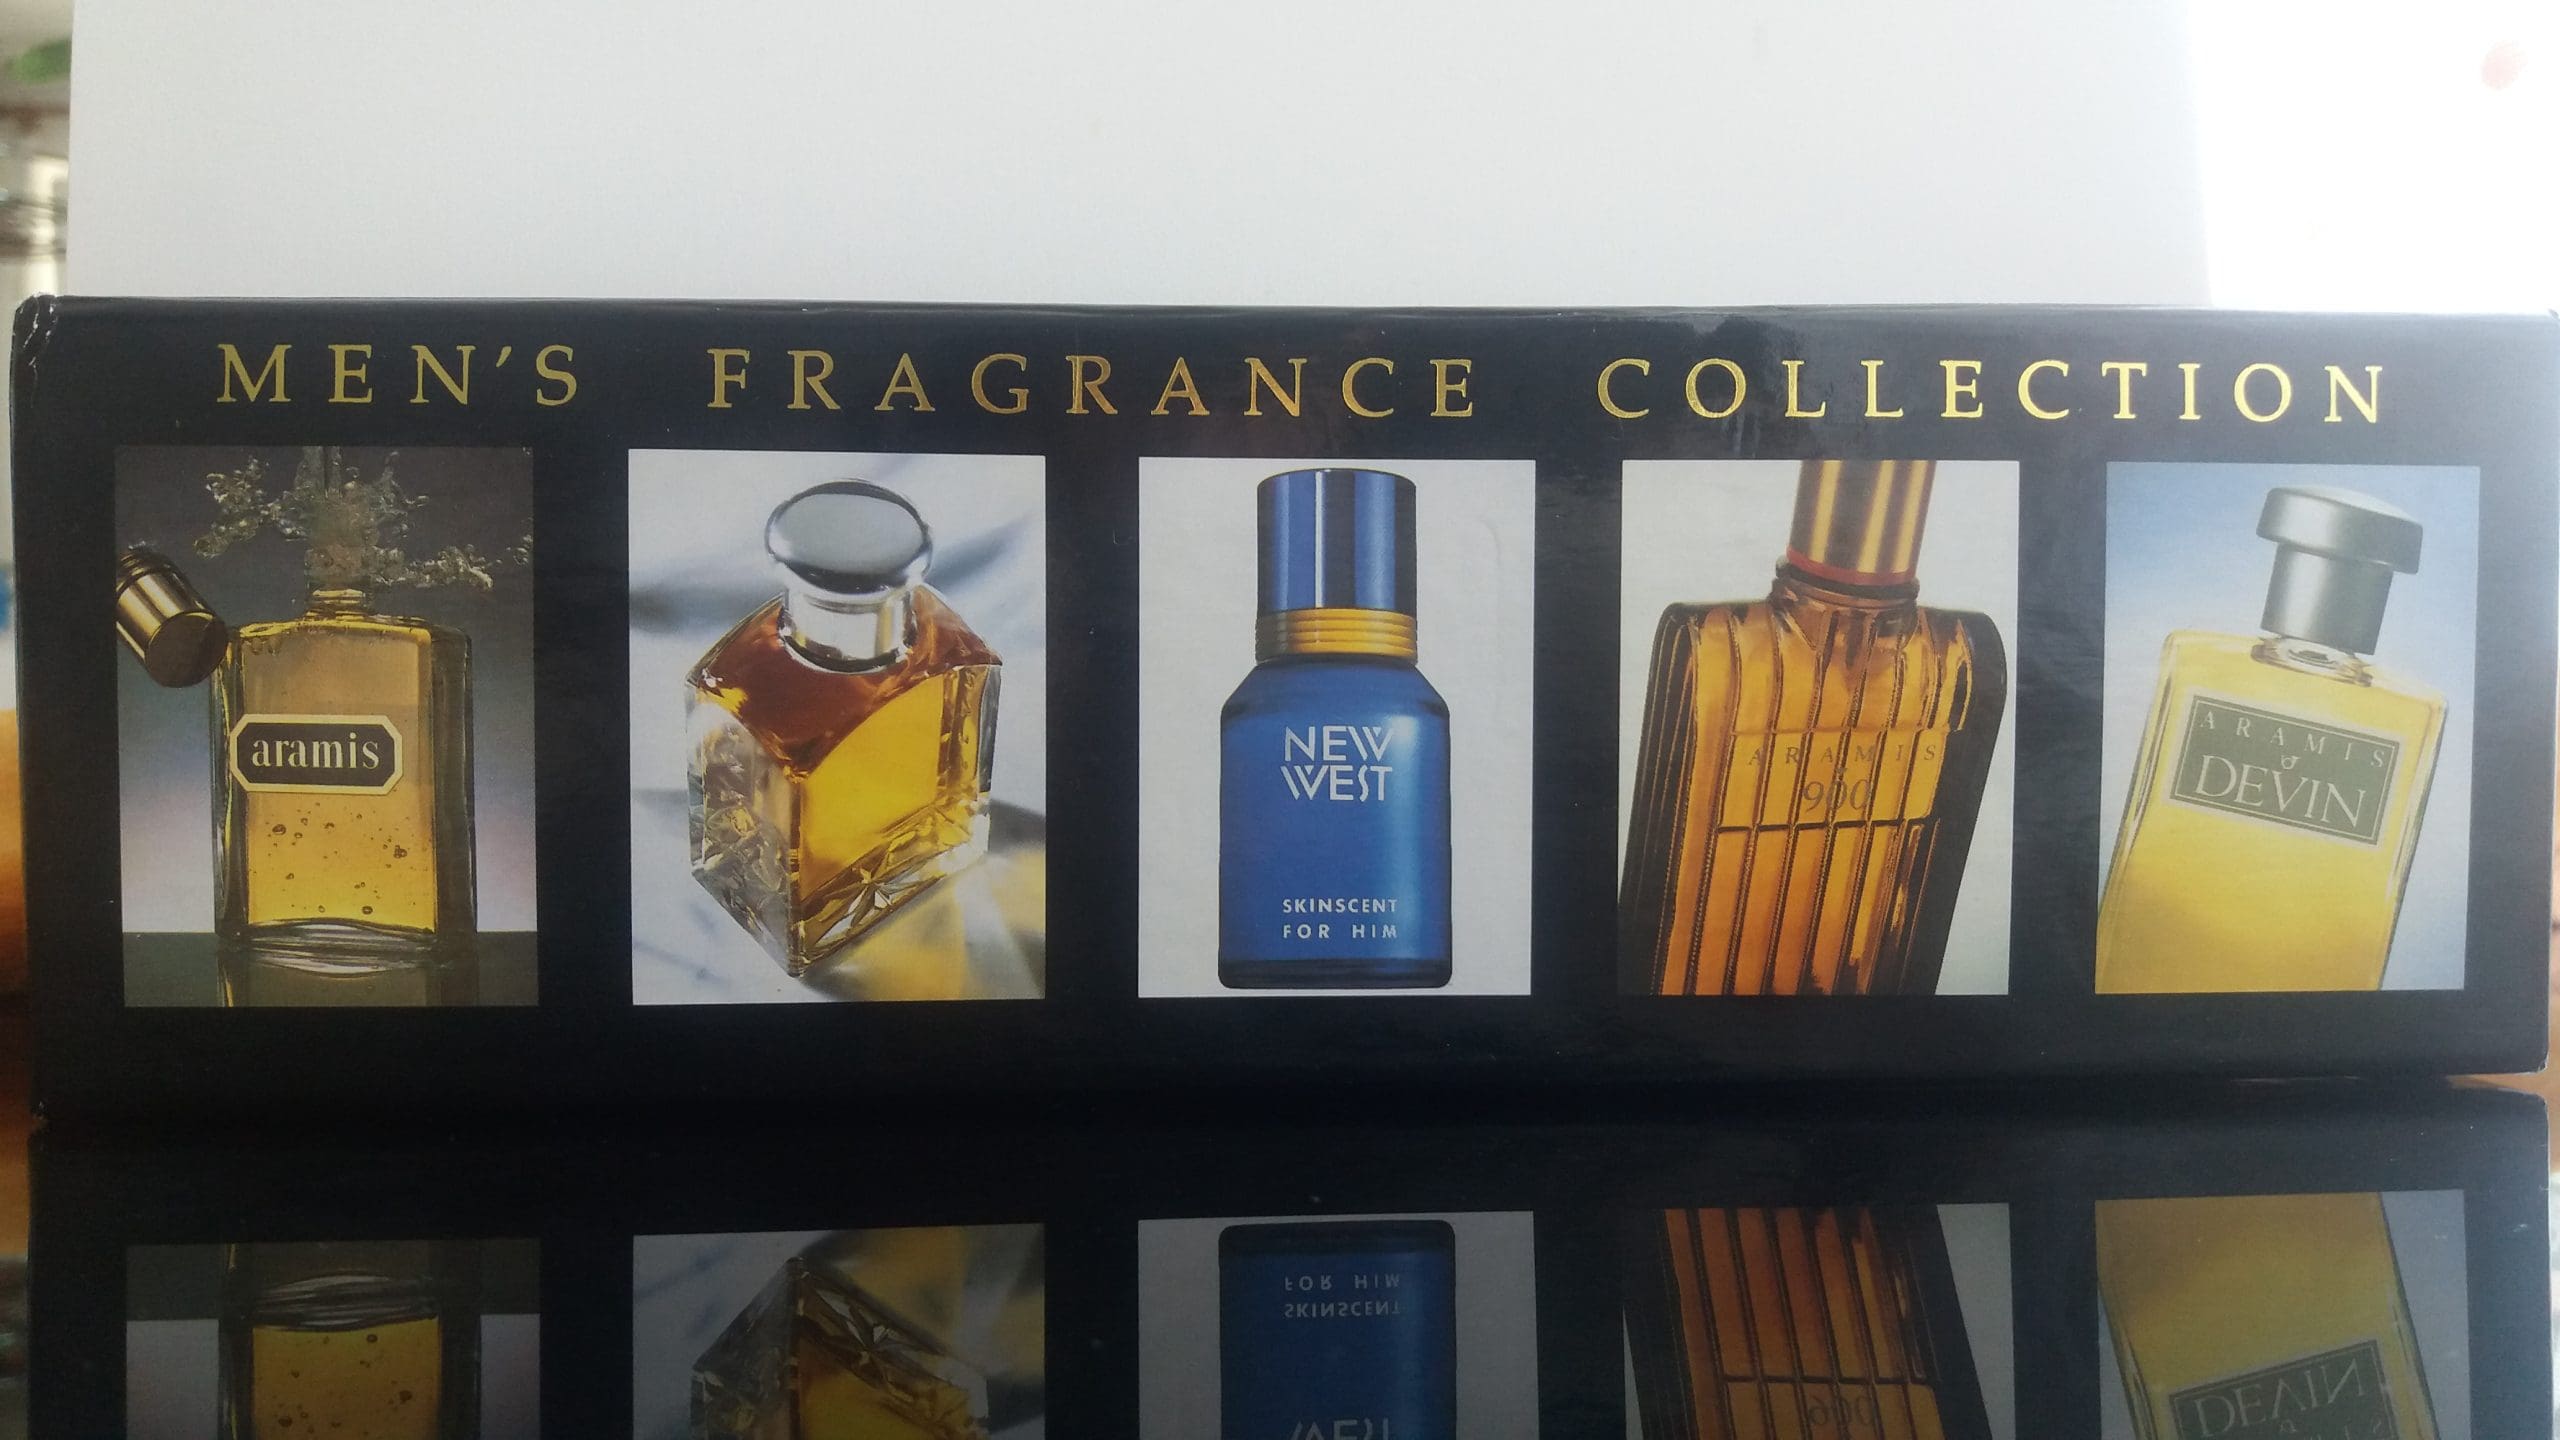 MEN'S FRAGRANCE COLLECTION
aramis
NEW
WEST
SKINSCENT
FOR HIM
ARAMIS
900
ARAMIS
DEVIN